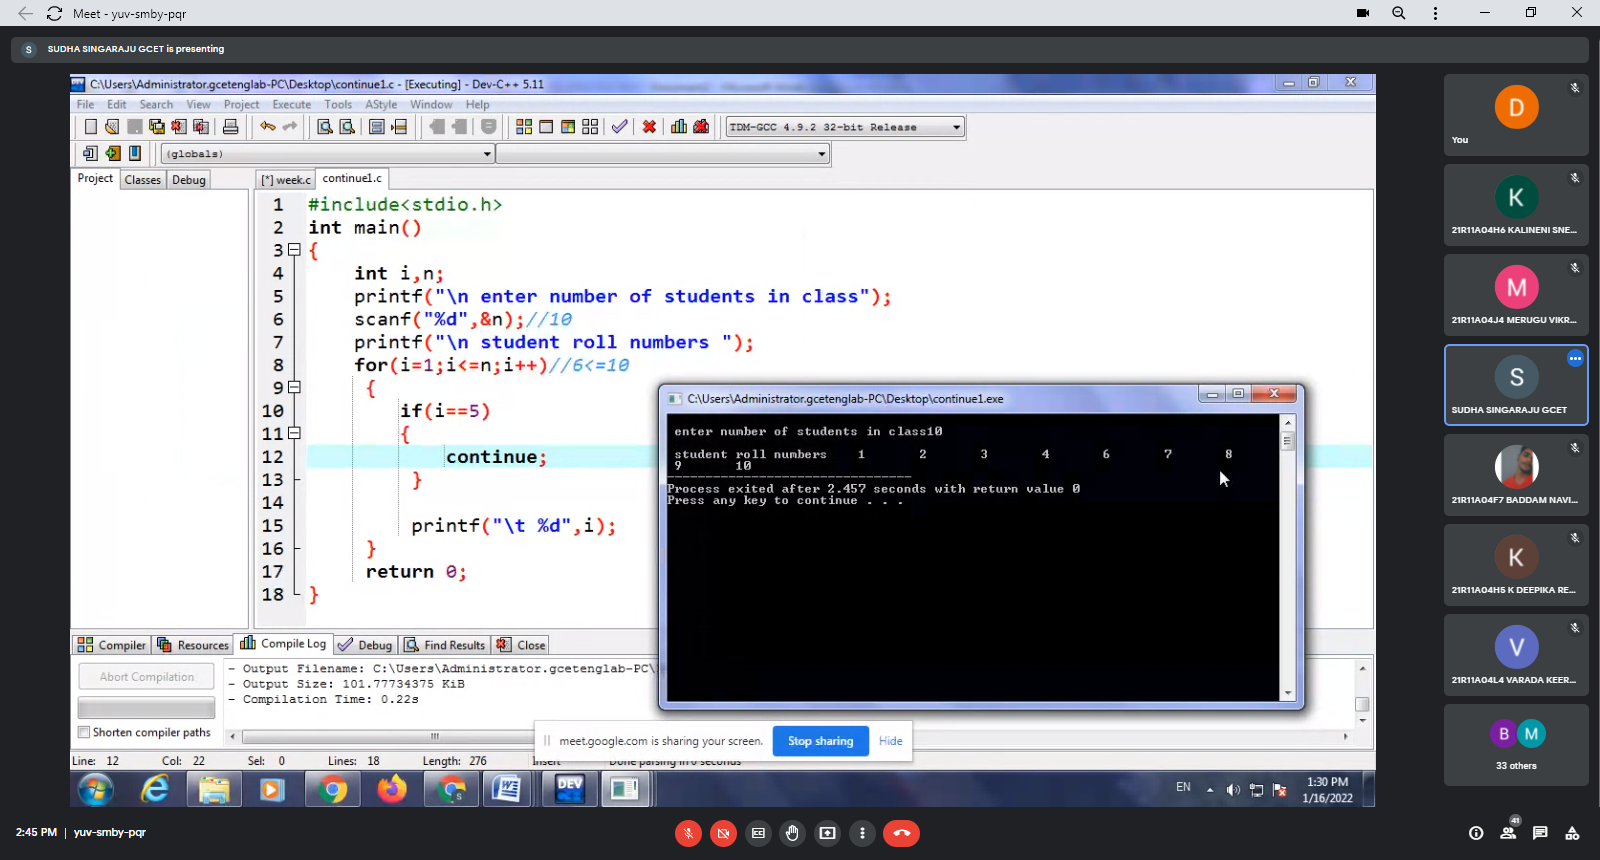 Meet - yuv-smby-pqr
S SUDHA SINGARAJU GCET is presenting
C:\Users\Administrator.gcetenglab-PC\Desktop\continue1.c - [Executing] - Dev-C++ 5.11
File Edit Search View Project Execute Tools AStyle Window Help
TDM-GCC 4.9.2 32-bit Release
(globals)
Project Classes Debug [*] week.c continue1.c
1 #include<stdio.h>
2 int main()
3 {
4 int i,n;
5 printf("\n enter number of students in class");
6 scanf("%d",&n);//10
7 printf("\n student roll numbers ");
8 for(i=1;i<=n;i++)//6<=10
9 {
10 if(i==5)
11 {
12 continue;
13 }
14
15 printf("\t %d",i);
16 }
17 return 0;
18 }
C:\Users\Administrator.gcetenglab-PC\Desktop\continue1.exe
enter number of students in class10
student roll numbers 1 2 3 4 6 7 8
9 10
--------------------------------
Process exited after 2.457 seconds with return value 0
Press any key to continue . . .
Compiler Resources Compile Log Debug Find Results Close
Abort Compilation
Shorten compiler paths
- Output Filename: C:\Users\Administrator.gcetenglab-PC\
- Output Size: 101.77734375 KiB
- Compilation Time: 0.22s
meet.google.com is sharing your screen. Stop sharing Hide
Line: 12 Col: 22 Sel: 0 Lines: 18 Length: 276 Insert Done parsing in 0 seconds
DEV
EN
1:30 PM
1/16/2022
D
You
K
21R11A04H6 KALINENI SNE...
M
21R11A04J4 MERUGU VIKR...
S
SUDHA SINGARAJU GCET
21R11A04F7 BADDAM NAVI...
K
21R11A04H5 K DEEPIKA RE...
V
21R11A04L4 VARADA KEER...
B M
33 others
2:45 PM | yuv-smby-pqr
41